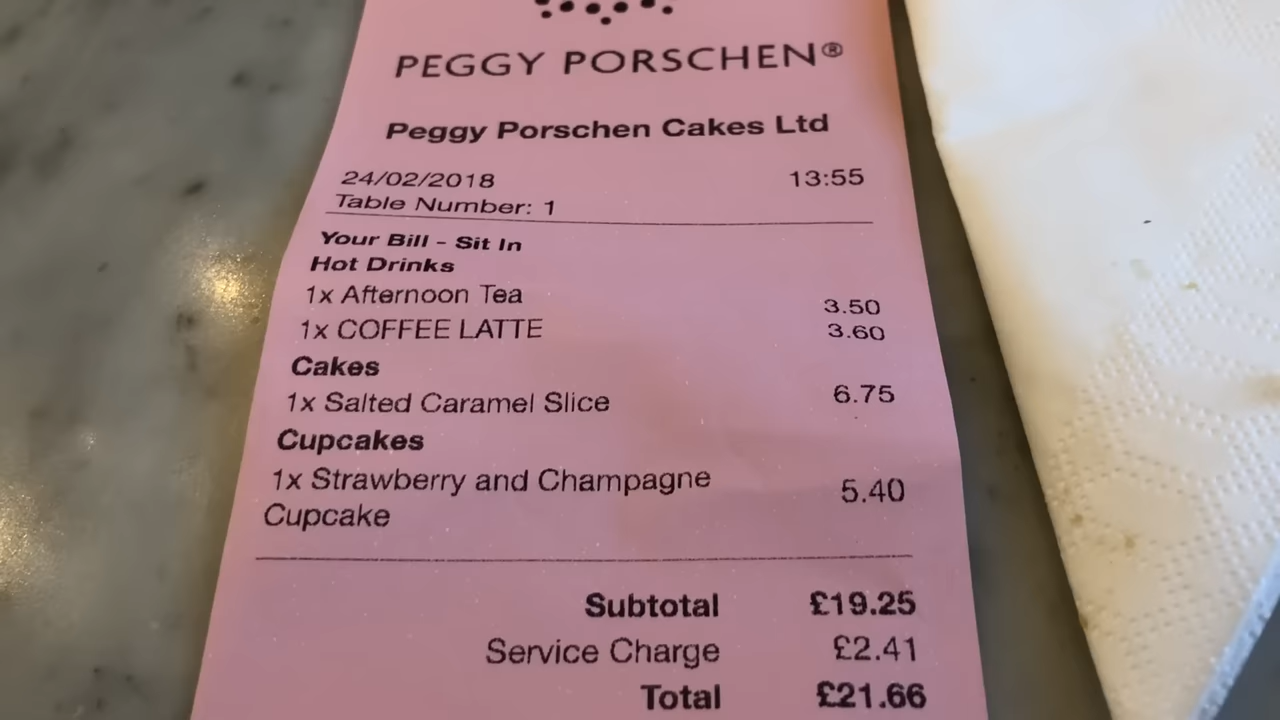 PEGGY PORSCHEN®
Peggy Porschen Cakes Ltd
24/02/2018 13:55
Table Number: 1
Your Bill - Sit In
Hot Drinks
1x Afternoon Tea 3.50
1x COFFEE LATTE 3.60
Cakes
1x Salted Caramel Slice 6.75
Cupcakes
1x Strawberry and Champagne 5.40
Cupcake
Subtotal £19.25
Service Charge £2.41
Total £21.66